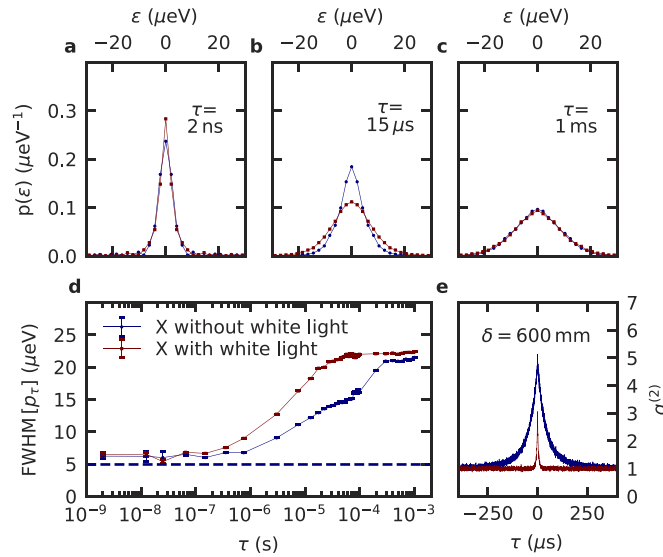 ε (μeV) ε (μeV) ε (μeV)
−20 0 20 −20 0 20 −20 0 20
a b c
τ= τ= τ=
2 ns 15 μs 1 ms
p(ε) (μeV⁻¹)
0.3
0.2
0.1
0.0
d e
FWHM[pτ] (μeV)
25
20
15
10
5
0
X without white light
X with white light
10⁻⁹ 10⁻⁸ 10⁻⁷ 10⁻⁶ 10⁻⁵ 10⁻⁴ 10⁻³
τ (s)
δ = 600 mm
7
6
5
4
3
2
1
0
g⁽²⁾
−250 0 250
τ (μs)